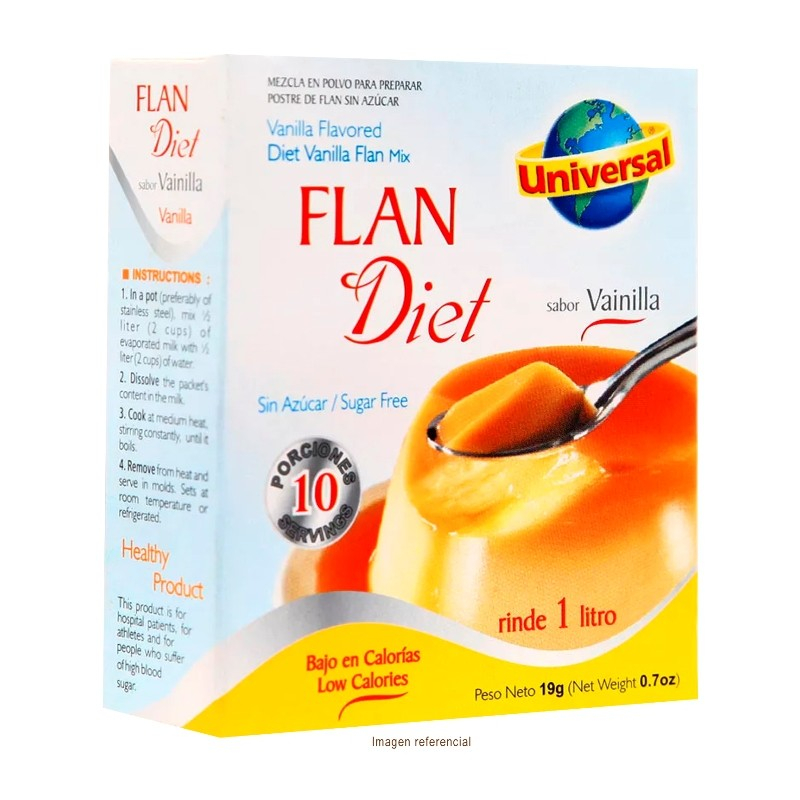 FLAN
Diet
sabor Vainilla
Vanilla
■ INSTRUCTIONS :
1. In a pot (preferably of
stainless steel), mix ½
liter (2 cups) of
evaporated milk with ½
liter (2 cups) of water.
2. Dissolve the packet's
content in the milk.
3. Cook at medium heat,
stirring constantly, until it
boils.
4. Remove from heat and
serve in molds. Sets at
room temperature or
refrigerated.
Healthy
Product
This product is for
hospital patients, for
athletes and for
people who suffer
of high blood
sugar.
MEZCLA EN POLVO PARA PREPARAR
POSTRE DE FLAN SIN AZÚCAR
Vanilla Flavored
Diet Vanilla Flan Mix
Universal®
FLAN
Diet
sabor Vainilla
Sin Azúcar / Sugar Free
PORCIONES
10
SERVINGS
rinde 1 litro
Bajo en Calorías
Low Calories
Peso Neto 19g (Net Weight 0.7oz)
Imagen referencial